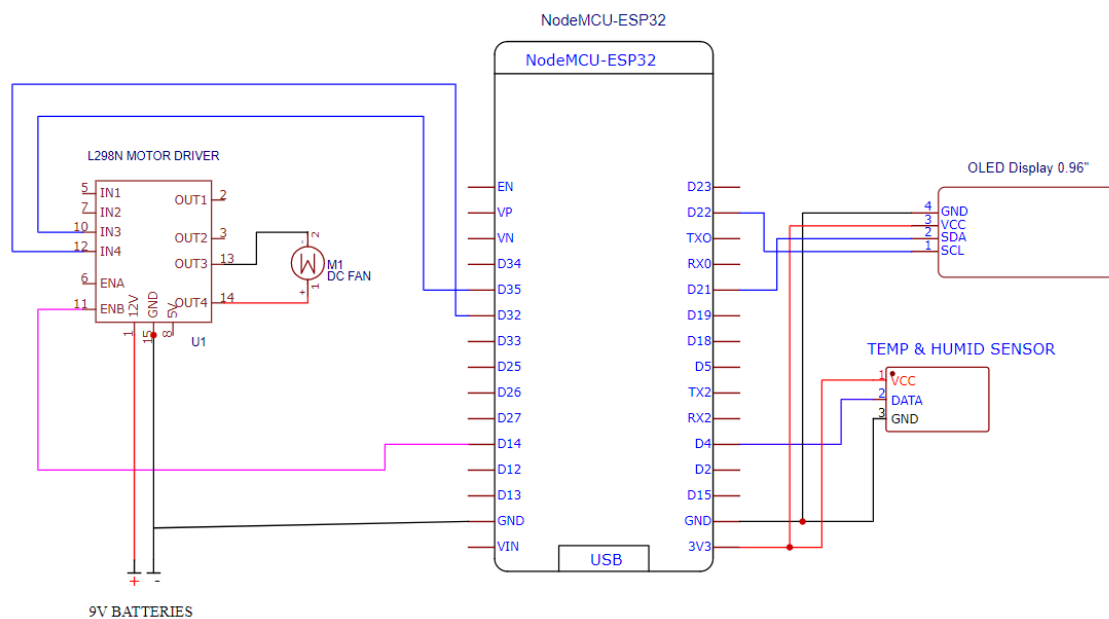 NodeMCU-ESP32
NodeMCU-ESP32
L298N MOTOR DRIVER
5 IN1
7 IN2
10 IN3
12 IN4
6 ENA
11 ENB
OUT1 2
OUT2 3
OUT3 13
OUT4 14
12V
GND
5V
1
15
8
U1
2
-
M
M1
DC FAN
+
1
+
-
9V BATTERIES
EN
VP
VN
D34
D35
D32
D33
D25
D26
D27
D14
D12
D13
GND
VIN
D23
D22
TXO
RX0
D21
D19
D18
D5
TX2
RX2
D4
D2
D15
GND
3V3
USB
OLED Display 0.96"
4 GND
3 VCC
2 SDA
1 SCL
TEMP & HUMID SENSOR
1 VCC
2 DATA
3 GND